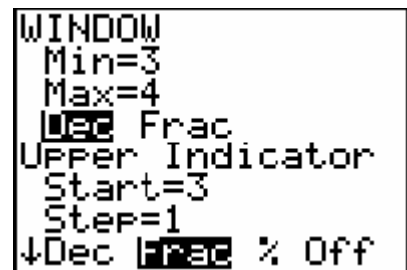 WINDOW
Min=3
Max=4
Dec Frac
Upper Indicator
Start=3
Step=1
↓Dec Frac % Off